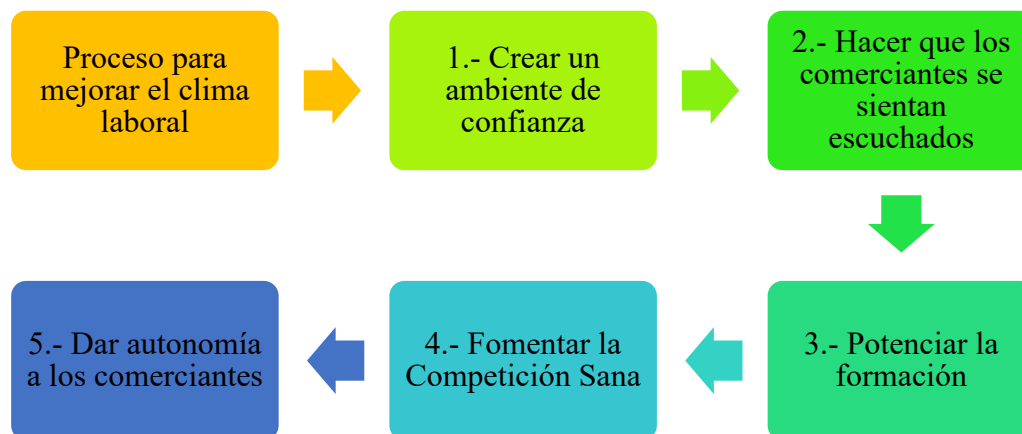 Proceso para
mejorar el clima
laboral
1.- Crear un
ambiente de
confianza
2.- Hacer que los
comerciantes se
sientan
escuchados
3.- Potenciar la
formación
4.- Fomentar la
Competición Sana
5.- Dar autonomía
a los comerciantes